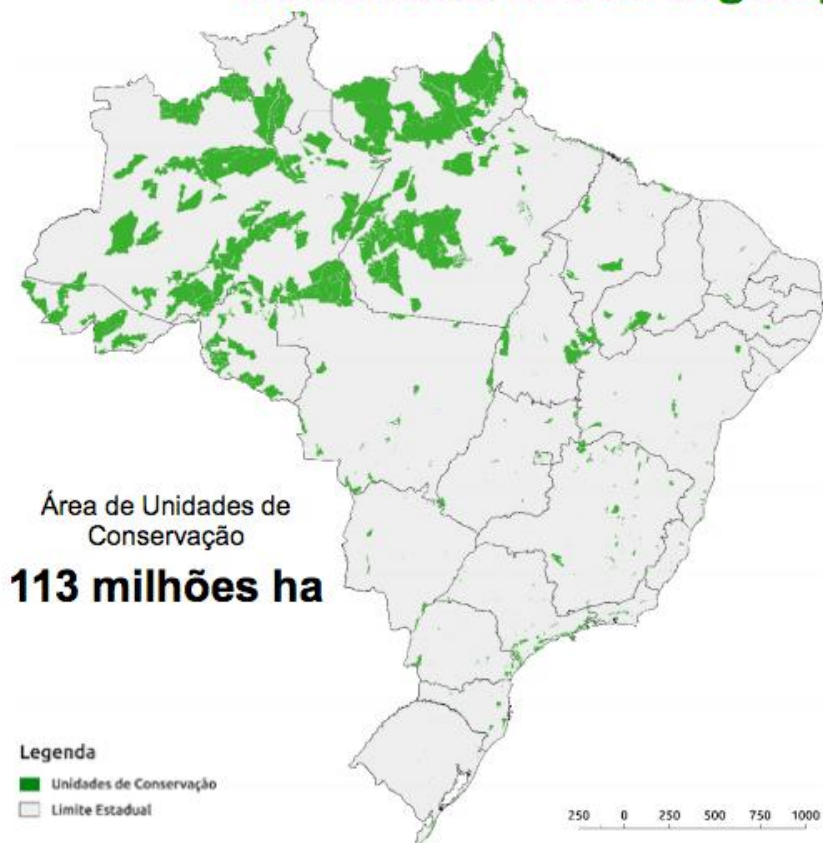 Área de Unidades de
Conservação
113 milhões ha
Legenda
Unidades de Conservação
Limite Estadual
250 0 250 500 750 1000